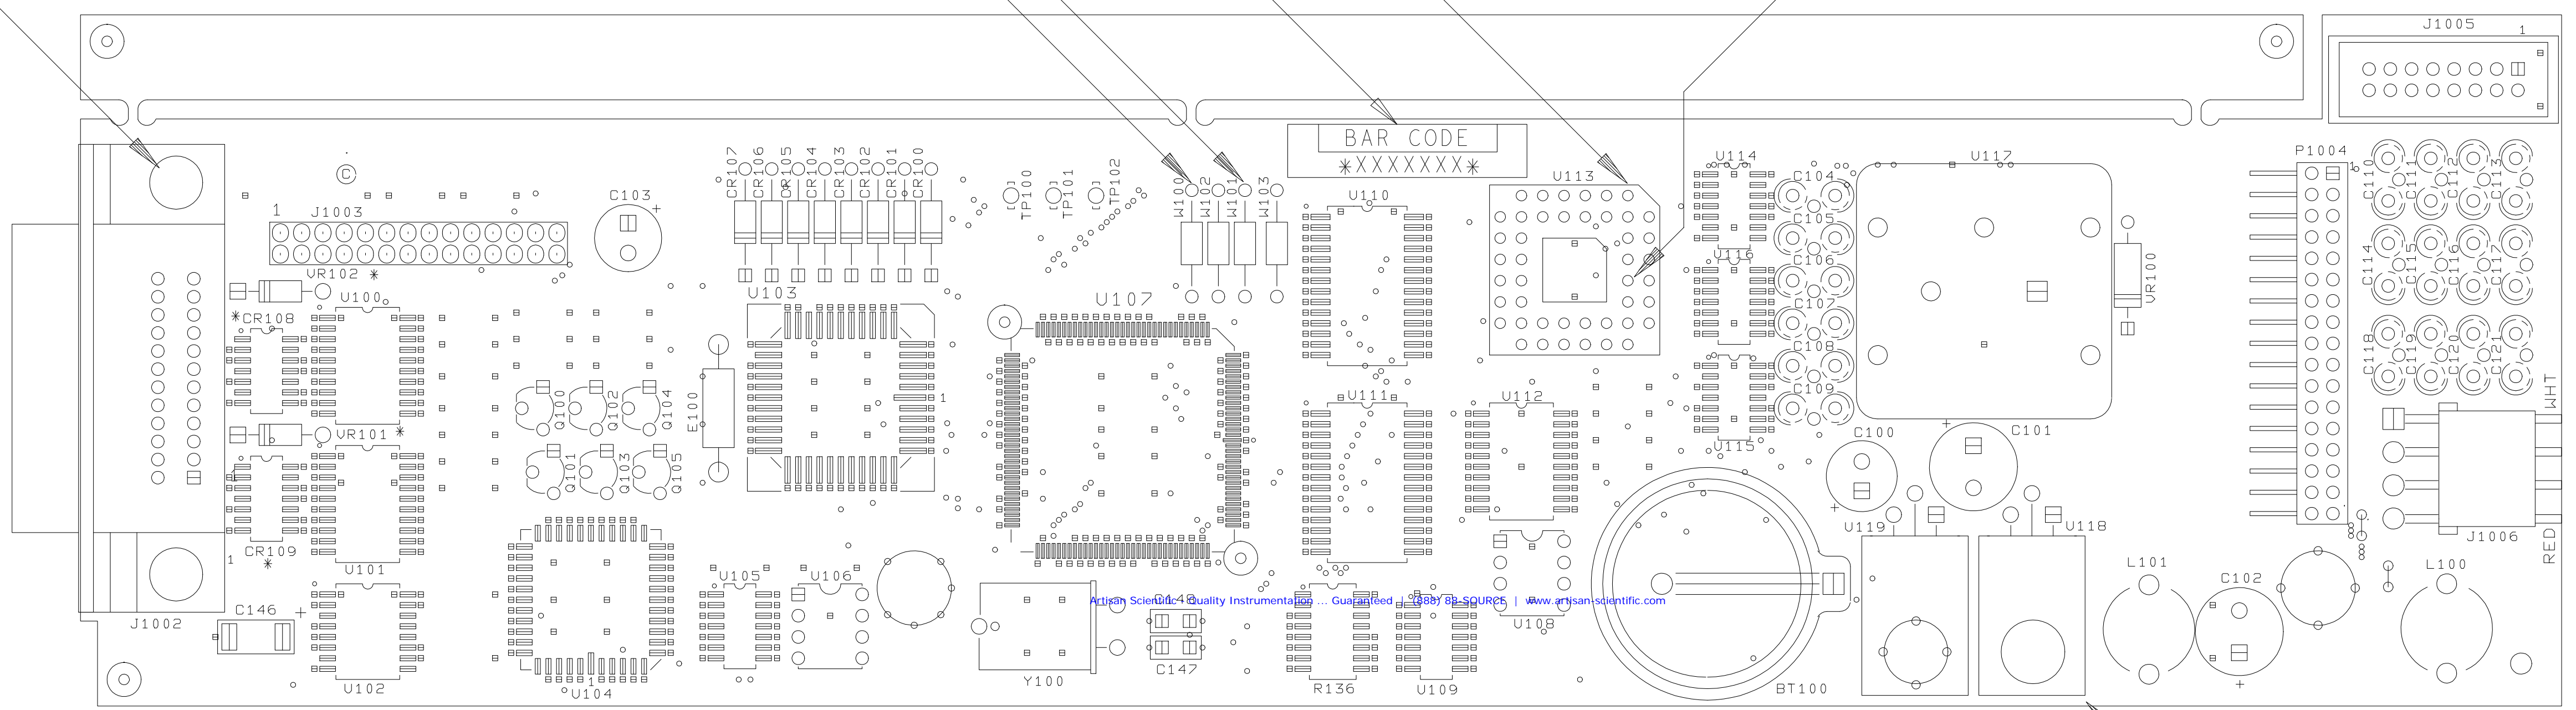 J1005
1
BAR CODE
*XXXXXXX*
CR107
CR106
CR105
CR104
CR103
CR102
CR101
CR100
TP100
TP101
TP102
W100
W102
W101
W103
U110
U113
U114
U117
P1004
1
C110
C111
C112
C113
C
C103
+
1
J1003
VR102 *
C104
C105
U116
C106
C107
C108
C109
VR100
C114
C115
C116
C117
U100
* CR108
U103
U107
1
C118
C119
C120
C121
WHT
VR101 *
Q100
Q102
Q104
E100
U111
U112
U115
C100
+
C101
+
1
Q101
Q103
Q105
U119
U118
J1006
RED
CR109
*
1
U101
U105
U106
L101
C102
L100
Artisan Scientific - Quality Instrumentation ... Guaranteed | (888) 88-SOURCE | www.artisan-scientific.com
C148
C146
+
J1002
U108
C147
Y100
U102
1
U104
R136
U109
BT100
+